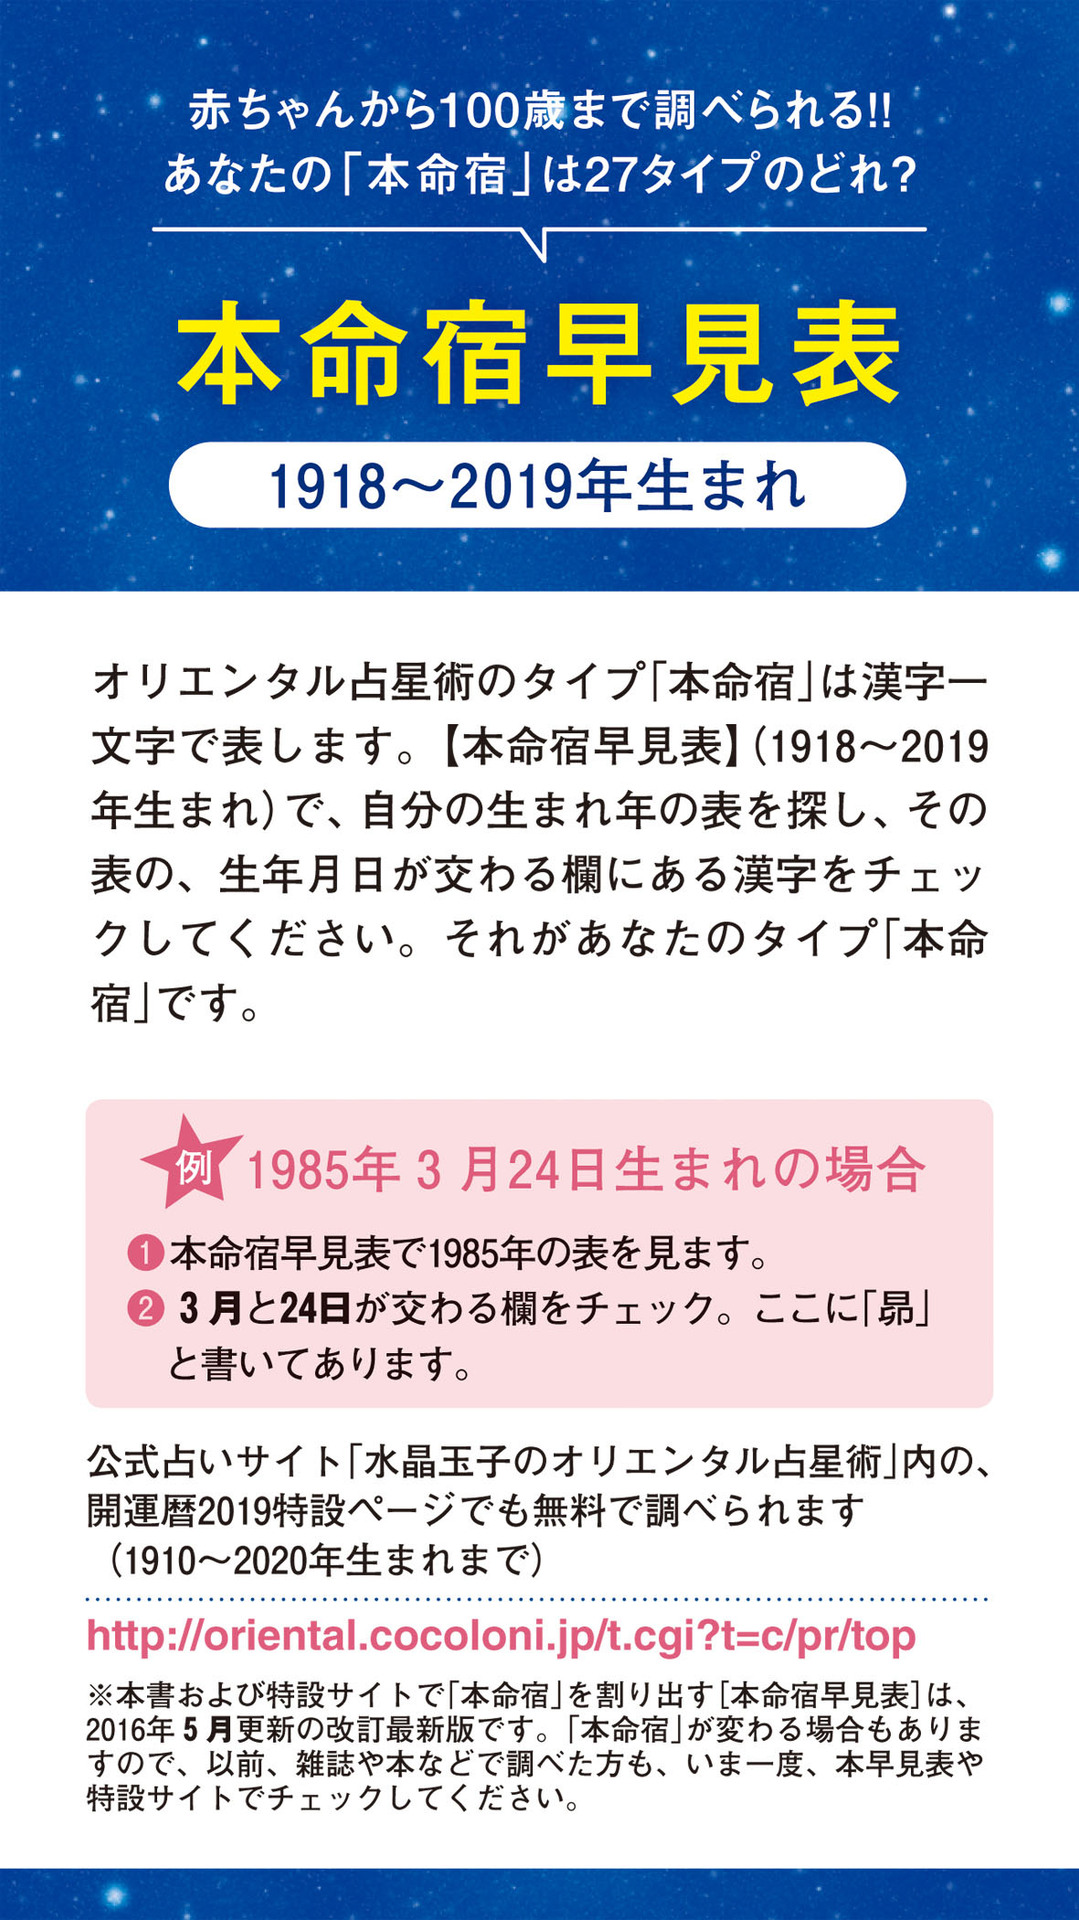 赤ちゃんから100歳まで調べられる!!
あなたの「本命宿」は27タイプのどれ?
本命宿早見表
1918〜2019年生まれ
オリエンタル占星術のタイプ「本命宿」は漢字一
文字で表します。【本命宿早見表】(1918〜2019
年生まれ)で、自分の生まれ年の表を探し、その
表の、生年月日が交わる欄にある漢字をチェッ
クしてください。それがあなたのタイプ「本命
宿」です。
例 1985年3月24日生まれの場合
❶本命宿早見表で1985年の表を見ます。
❷3月と24日が交わる欄をチェック。ここに「昴」
と書いてあります。
公式占いサイト「水晶玉子のオリエンタル占星術」内の、
開運暦2019特設ページでも無料で調べられます
(1910〜2020年生まれまで)
http://oriental.cocoloni.jp/t.cgi?t=c/pr/top
※本書および特設サイトで「本命宿」を割り出す[本命宿早見表]は、
2016年5月更新の改訂最新版です。「本命宿」が変わる場合もありま
すので、以前、雑誌や本などで調べた方も、いま一度、本早見表や
特設サイトでチェックしてください。